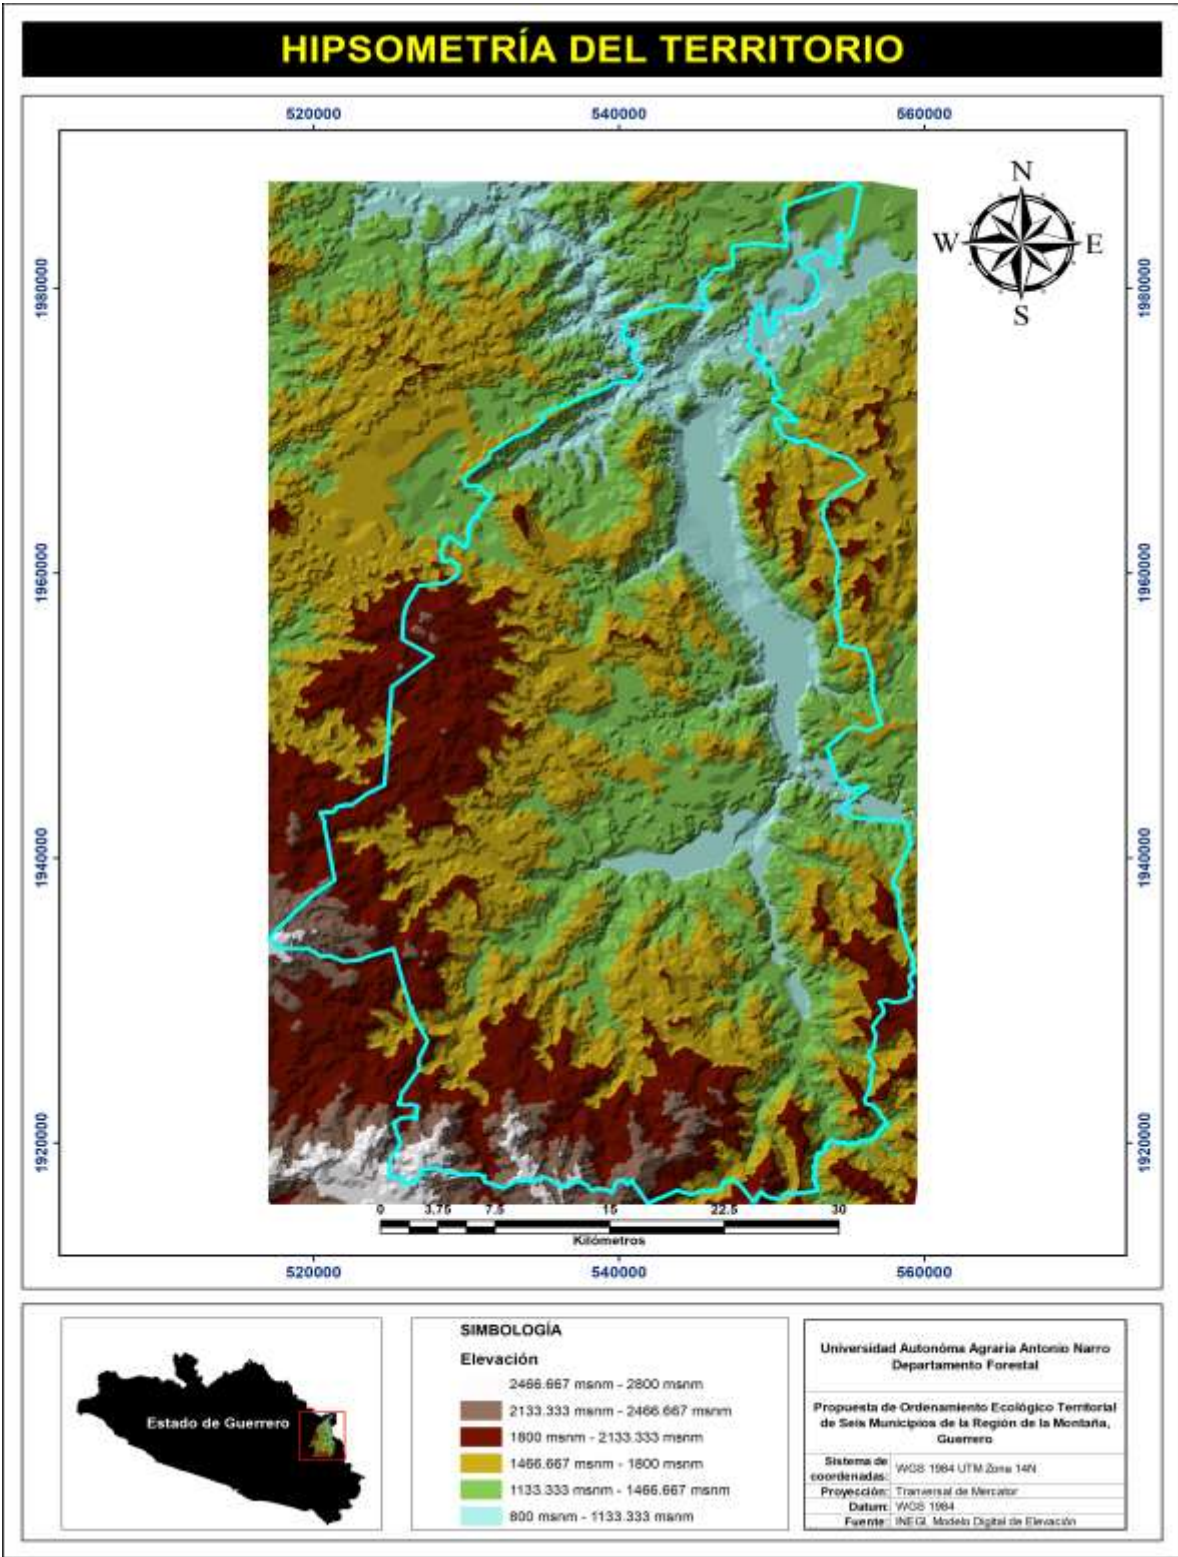 HIPSOMETRÍA DEL TERRITORIO
520000 540000 560000
N
W E
S
1980000 1980000
1960000 1960000
1940000 1940000
1920000 1920000
0 3.75 7.5 15 22.5 30
Kilómetros
520000 540000 560000
Estado de Guerrero
SIMBOLOGÍA
Elevación
2466.667 msnm - 2800 msnm
2133.333 msnm - 2466.667 msnm
1800 msnm - 2133.333 msnm
1466.667 msnm - 1800 msnm
1133.333 msnm - 1466.667 msnm
800 msnm - 1133.333 msnm
Universidad Autonóma Agraria Antonio Narro
Departamento Forestal
Propuesta de Ordenamiento Ecológico Territorial
de Seis Municipios de la Región de la Montaña,
Guerrero
Sistema de
coordenadas: WGS 1984 UTM Zona 14N
Proyección: Tranversal de Mercator
Datum: WGS 1984
Fuente: INEGI, Modelo Digital de Elevación